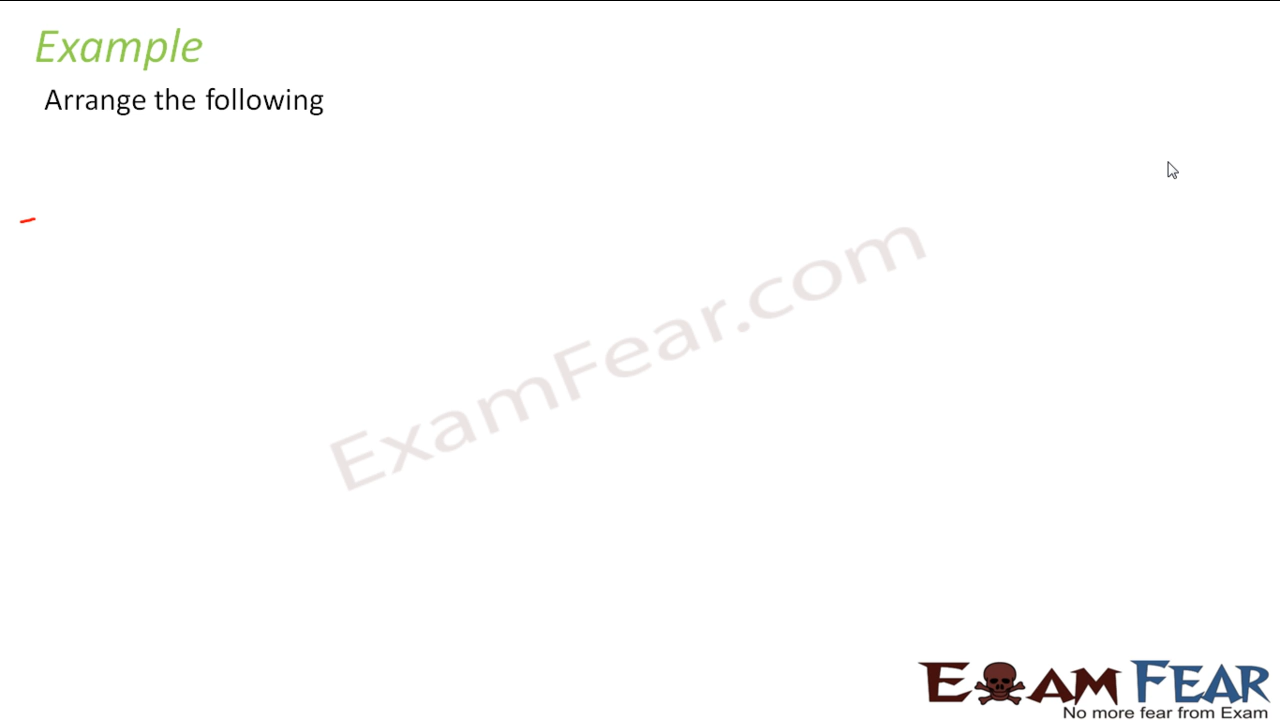 Example
Arrange the following
ExamFear.com
EXAM FEAR
No more fear from Exam